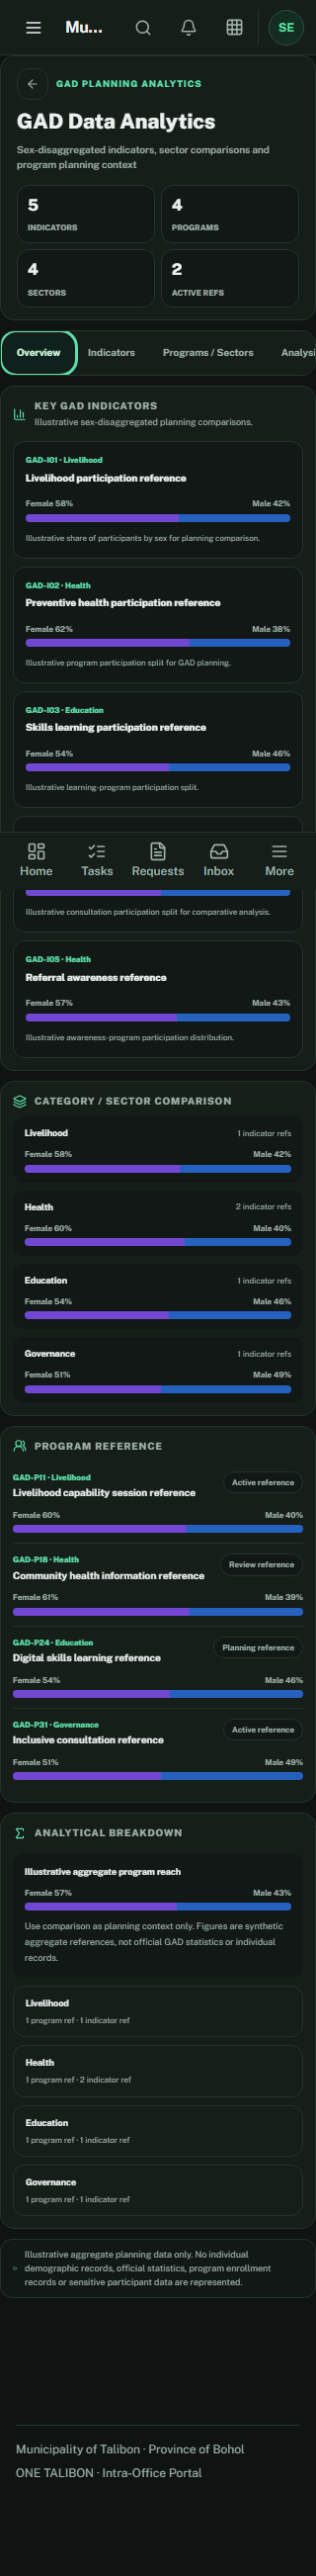 Mu...
SE
GAD PLANNING ANALYTICS
GAD Data Analytics
Sex-disaggregated indicators, sector comparisons and
program planning context
5
INDICATORS
4
PROGRAMS
4
SECTORS
2
ACTIVE REFS
Overview
Indicators
Programs / Sectors
Analysi
KEY GAD INDICATORS
Illustrative sex-disaggregated planning comparisons.
GAD-I01 · Livelihood
Livelihood participation reference
Female 58%
Male 42%
Illustrative share of participants by sex for planning comparison.
GAD-I02 · Health
Preventive health participation reference
Female 62%
Male 38%
Illustrative program participation split for GAD planning.
GAD-I03 · Education
Skills learning participation reference
Female 54%
Male 46%
Illustrative learning-program participation split.
Home
Tasks
Requests
Inbox
More
Illustrative consultation participation split for comparative analysis.
GAD-I05 · Health
Referral awareness reference
Female 57%
Male 43%
Illustrative awareness-program participation distribution.
CATEGORY / SECTOR COMPARISON
Livelihood
1 indicator refs
Female 58%
Male 42%
Health
2 indicator refs
Female 60%
Male 40%
Education
1 indicator refs
Female 54%
Male 46%
Governance
1 indicator refs
Female 51%
Male 49%
PROGRAM REFERENCE
GAD-P11 · Livelihood
Livelihood capability session reference
Active reference
Female 60%
Male 40%
GAD-P18 · Health
Community health information reference
Review reference
Female 61%
Male 39%
GAD-P24 · Education
Digital skills learning reference
Planning reference
Female 54%
Male 46%
GAD-P31 · Governance
Inclusive consultation reference
Active reference
Female 51%
Male 49%
ANALYTICAL BREAKDOWN
Illustrative aggregate program reach
Female 57%
Male 43%
Use comparison as planning context only. Figures are synthetic
aggregate references, not official GAD statistics or individual
records.
Livelihood
1 program ref · 1 indicator ref
Health
1 program ref · 2 indicator ref
Education
1 program ref · 1 indicator ref
Governance
1 program ref · 1 indicator ref
Illustrative aggregate planning data only. No individual
demographic records, official statistics, program enrollment
records or sensitive participant data are represented.
Municipality of Talibon · Province of Bohol
ONE TALIBON · Intra-Office Portal